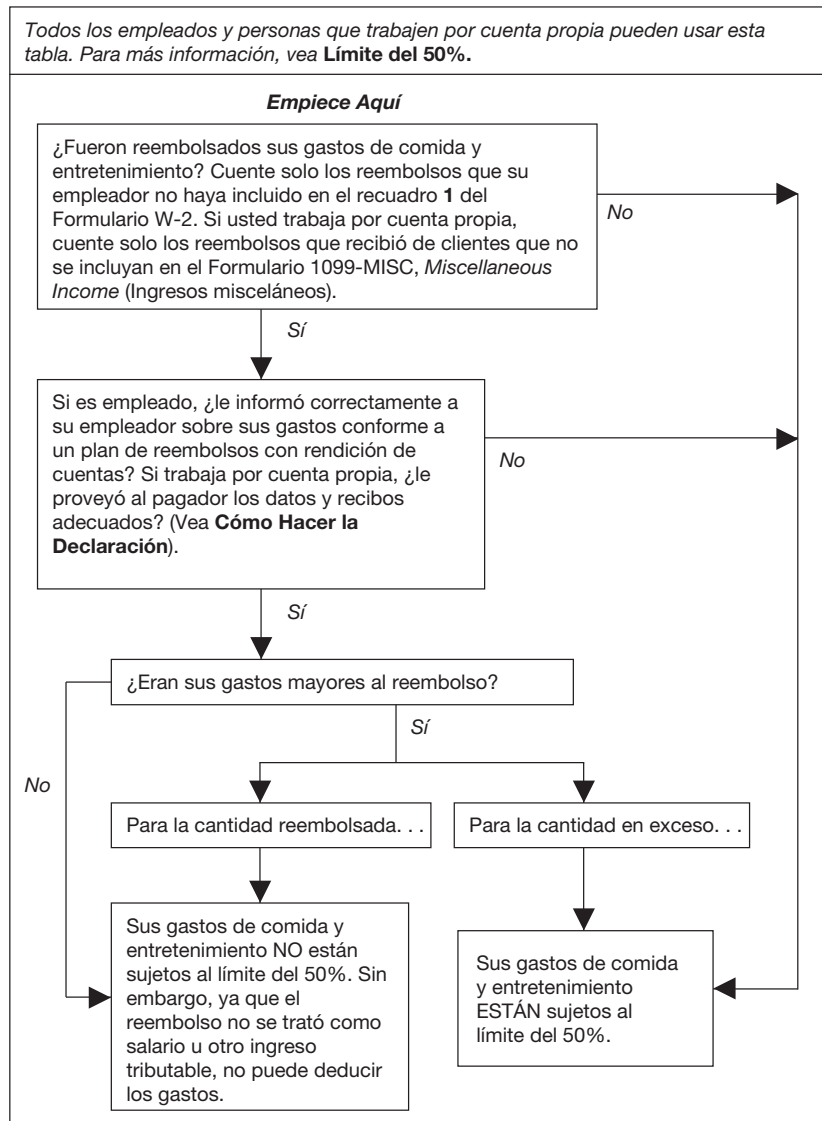 Todos los empleados y personas que trabajen por cuenta propia pueden usar esta
tabla. Para más información, vea Límite del 50%.
Empiece Aquí
¿Fueron reembolsados sus gastos de comida y
entretenimiento? Cuente solo los reembolsos que su
empleador no haya incluido en el recuadro 1 del
Formulario W-2. Si usted trabaja por cuenta propia,
cuente solo los reembolsos que recibió de clientes que no
se incluyan en el Formulario 1099-MISC, Miscellaneous
Income (Ingresos misceláneos).
No
Sí
Si es empleado, ¿le informó correctamente a
su empleador sobre sus gastos conforme a
un plan de reembolsos con rendición de
cuentas? Si trabaja por cuenta propia, ¿le
proveyó al pagador los datos y recibos
adecuados? (Vea Cómo Hacer la
Declaración).
No
Sí
¿Eran sus gastos mayores al reembolso?
Sí
No
Para la cantidad reembolsada. . .
Para la cantidad en exceso. . .
Sus gastos de comida y
entretenimiento NO están
sujetos al límite del 50%. Sin
embargo, ya que el
reembolso no se trató como
salario u otro ingreso
tributable, no puede deducir
los gastos.
Sus gastos de comida
y entretenimiento
ESTÁN sujetos al
límite del 50%.